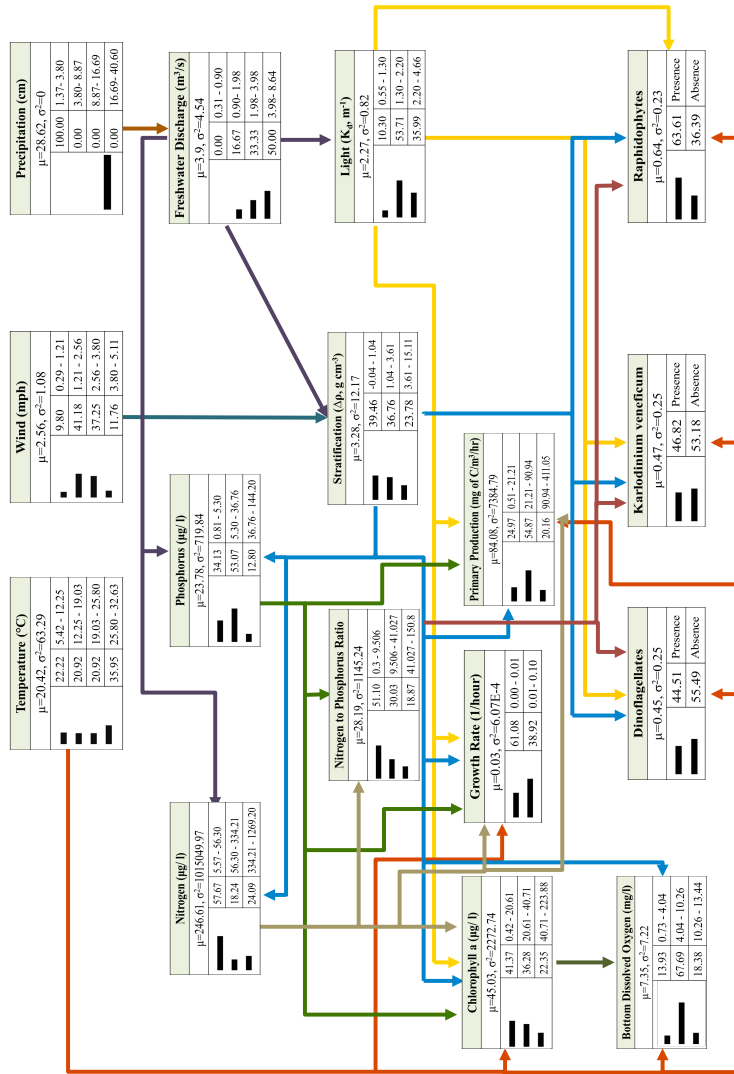 Temperature (°C)
μ=20.42, σ²=63.29
22.22 5.42 - 12.25
20.92 12.25 - 19.03
20.92 19.03 - 25.80
35.95 25.80 - 32.63
Wind (mph)
μ=2.56, σ²=1.08
9.80 0.29 - 1.21
41.18 1.21 - 2.56
37.25 2.56 - 3.80
11.76 3.80 - 5.11
Precipitation (cm)
μ=28.62, σ²=0
100.00 1.37- 3.80
0.00 3.80- 8.87
0.00 8.87- 16.69
0.00 16.69- 40.60
Nitrogen (μg/ l)
μ=246.61, σ²=1015049.97
57.67 5.57 - 56.30
18.24 56.30 - 334.21
24.09 334.21 - 1269.20
Phosphorus (μg/ l)
μ=23.78, σ²=719.84
34.13 0.81 - 5.30
53.07 5.30 - 36.76
12.80 36.76 - 144.20
Freshwater Discharge (m³/s)
μ=3.9, σ²=4.54
0.00 0.31 - 0.90
16.67 0.90- 1.98
33.33 1.98- 3.98
50.00 3.98- 8.64
Nitrogen to Phosphorus Ratio
μ=28.19, σ²=1145.24
51.10 0.3 - 9.506
30.03 9.506 - 41.027
18.87 41.027 - 150.8
Stratification (Δρ, g cm⁻³)
μ=3.28, σ²=12.17
39.46 -0.04 - 1.04
36.76 1.04 - 3.61
23.78 3.61 - 15.11
Light (Kd, m⁻¹)
μ=2.27, σ²=0.82
10.30 0.55 - 1.30
53.71 1.30 - 2.20
35.99 2.20 - 4.66
Chlorophyll a (μg/ l)
μ=45.03, σ²=2272.74
41.37 0.42 - 20.61
36.28 20.61 - 40.71
22.35 40.71 - 223.88
Growth Rate (1/hour)
μ=0.03, σ²=6.07E-4
61.08 0.00 - 0.01
38.92 0.01- 0.10
Primary Production (mg of C/m³/hr)
μ=84.08, σ²=7384.79
24.97 0.51 - 21.21
54.87 21.21 - 90.94
20.16 90.94 - 411.05
Bottom Dissolved Oxygen (mg/l)
μ=7.35, σ²=7.22
13.93 0.73 - 4.04
67.69 4.04 - 10.26
18.38 10.26 - 13.44
Dinoflagellates
μ=0.45, σ²=0.25
44.51 Presence
55.49 Absence
Karlodinium veneficum
μ=0.47, σ²=0.25
46.82 Presence
53.18 Absence
Raphidophytes
μ=0.64, σ²=0.23
63.61 Presence
36.39 Absence